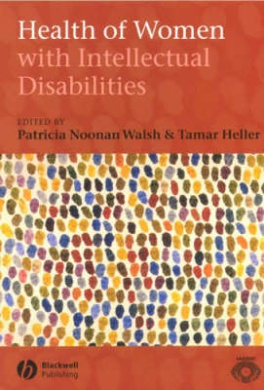 Health of Women
with Intellectual
Disabilities
EDITED BY
Patricia Noonan Walsh & Tamar Heller
Blackwell
Publishing